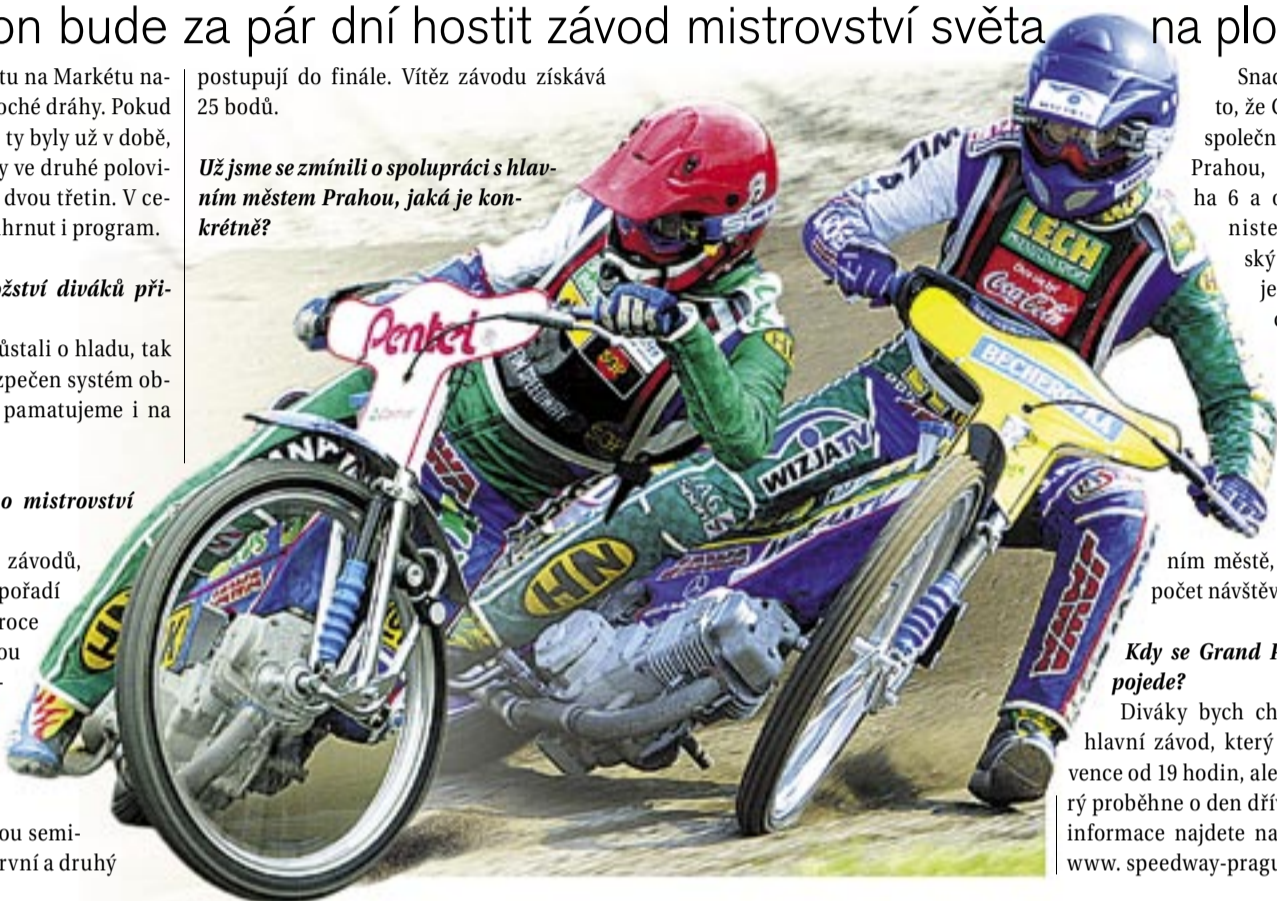 on bude za pár dní hostit závod mistrovství světa na plo
tu na Markétu na-
oché dráhy. Pokud
ty byly už v době,
y ve druhé polovi-
dvou třetin. V ce-
hrnut i program.
žství diváků při-
ůstali o hladu, tak
zpečen systém ob-
pamatujeme i na
o mistrovství
závodů,
pořadí
roce
ou
-
ou semi-
rvní a druhý
postupují do finále. Vítěz závodu získává
25 bodů.
Už jsme se zmínili o spolupráci s hlav-
ním městem Prahou, jaká je kon-
krétně?
Snad
to, že
společn
Prahou,
ha 6 a
niste
ský
je
ním městě,
počet návštěv
Kdy se Grand
pojede?
Diváky bych ch
hlavní závod, který
vence od 19 hodin, ale
rý proběhne o den dřív
informace najdete na
www. speedway-pragu
Penkei
LECH
Coca-Cola
BECHEROVKA
WIZJA TV
HN
HN
HN
JAWA
JAWA